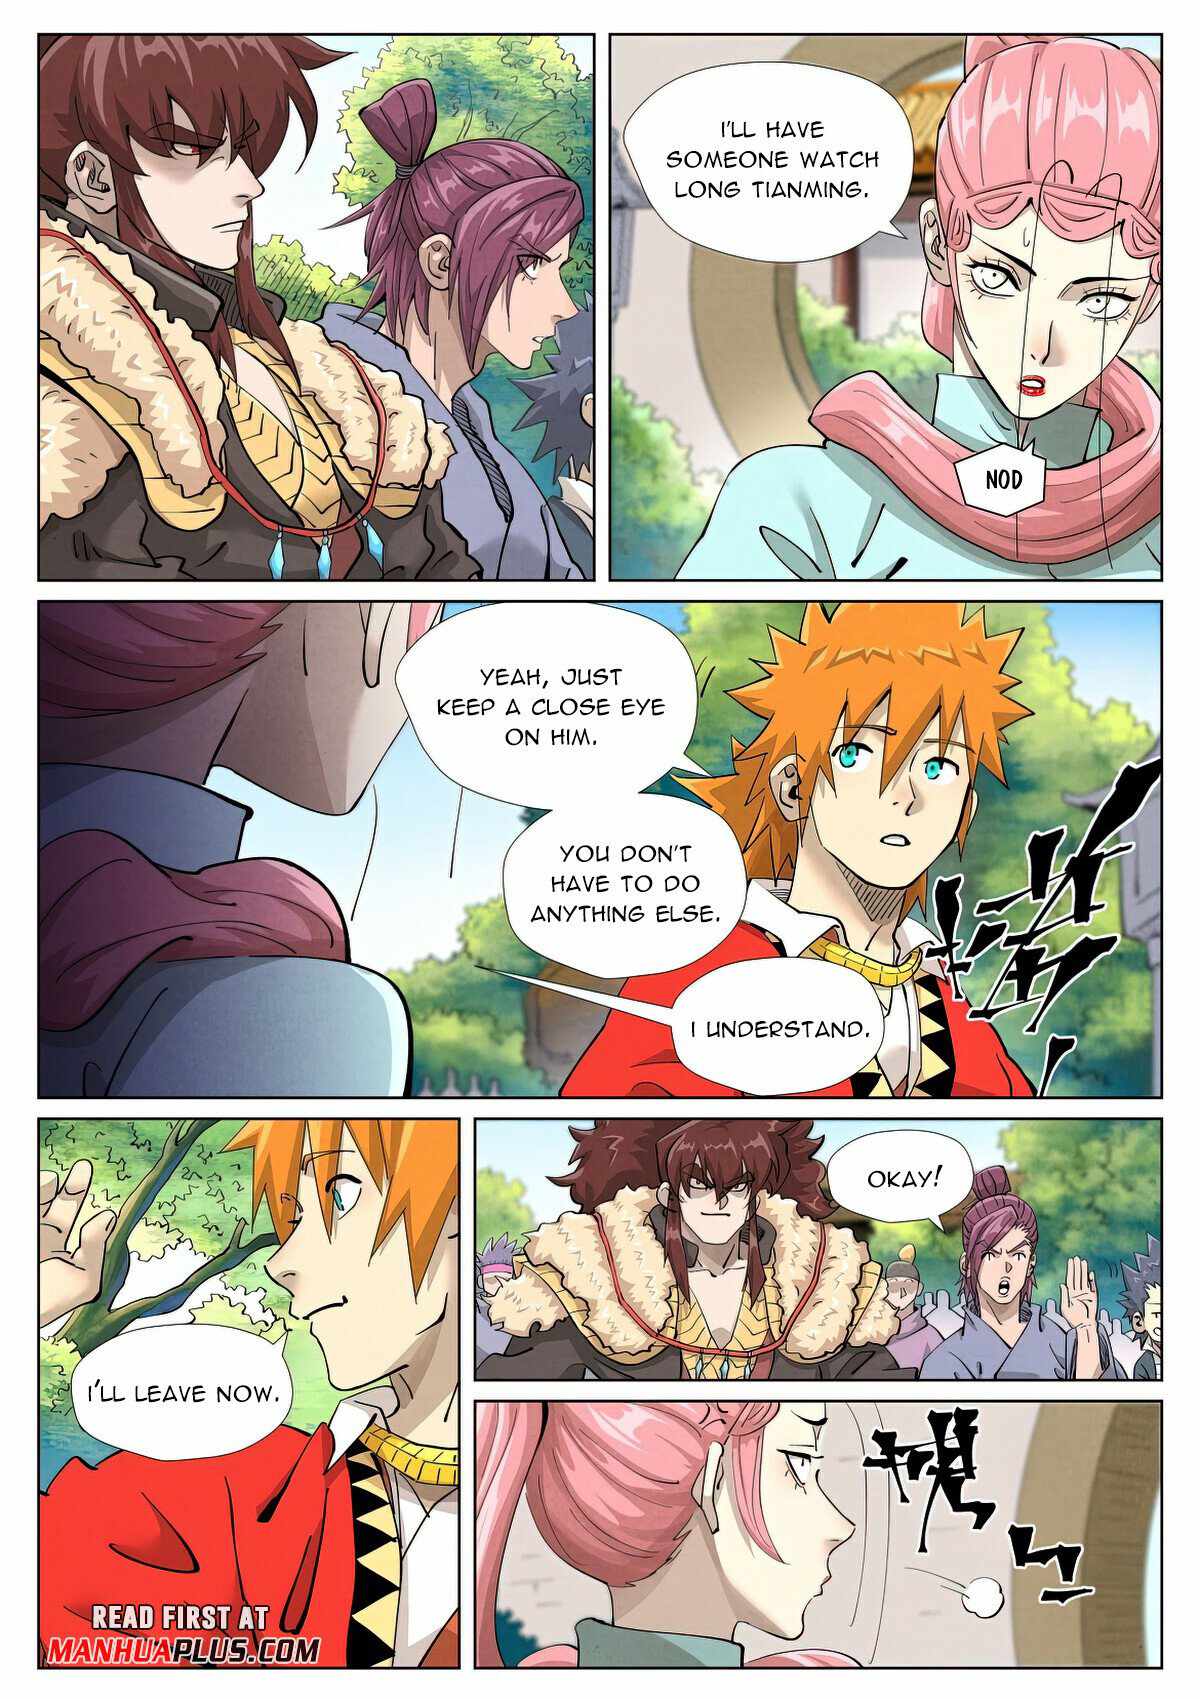 I'LL HAVE
SOMEONE WATCH
LONG TIANMING.
NOD
YEAH, JUST
KEEP A CLOSE EYE
ON HIM.
YOU DON'T
HAVE TO DO
ANYTHING ELSE.
I UNDERSTAND.
I'LL LEAVE NOW.
OKAY!
READ FIRST AT
MANHUAPLUS.COM